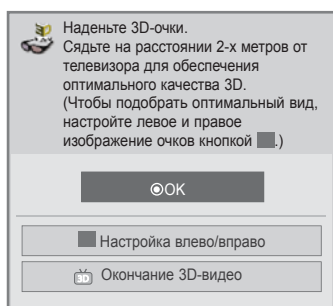 Наденьте 3D-очки.
Сядьте на расстоянии 2-х метров от
телевизора для обеспечения
оптимального качества 3D.
(Чтобы подобрать оптимальный вид,
настройте левое и правое
изображение очков кнопкой .)
OK
Настройка влево/вправо
3D Окончание 3D-видео